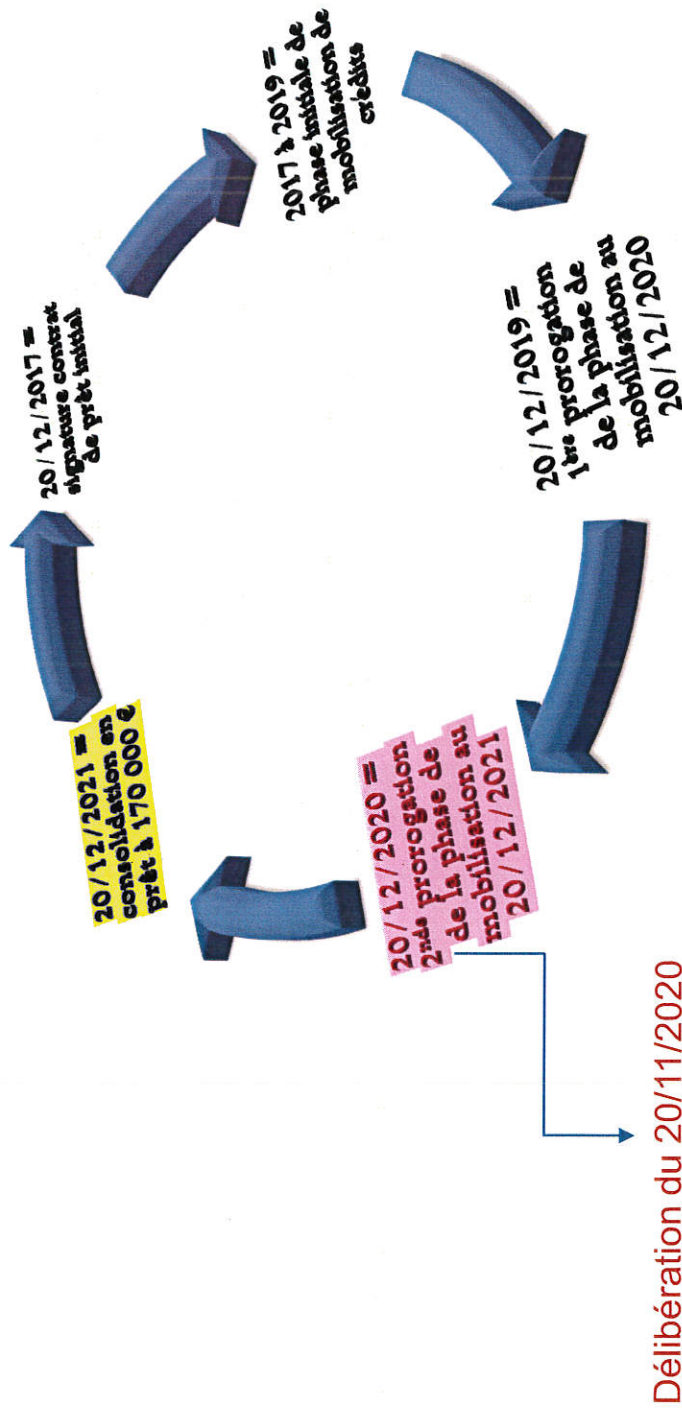 20/12/2017 =
signature contrat
de prêt initial
2017 à 2019 =
phase initiale de
mobilisation de
crédits
20/12/2019 =
1ère prorogation
de la phase de
mobilisation au
20/12/2020
20/12/2020 =
2nde prorogation
de la phase de
mobilisation au
20/12/2021
20/12/2021 =
consolidation en
prêt à 170 000 €
Délibération du 20/11/2020